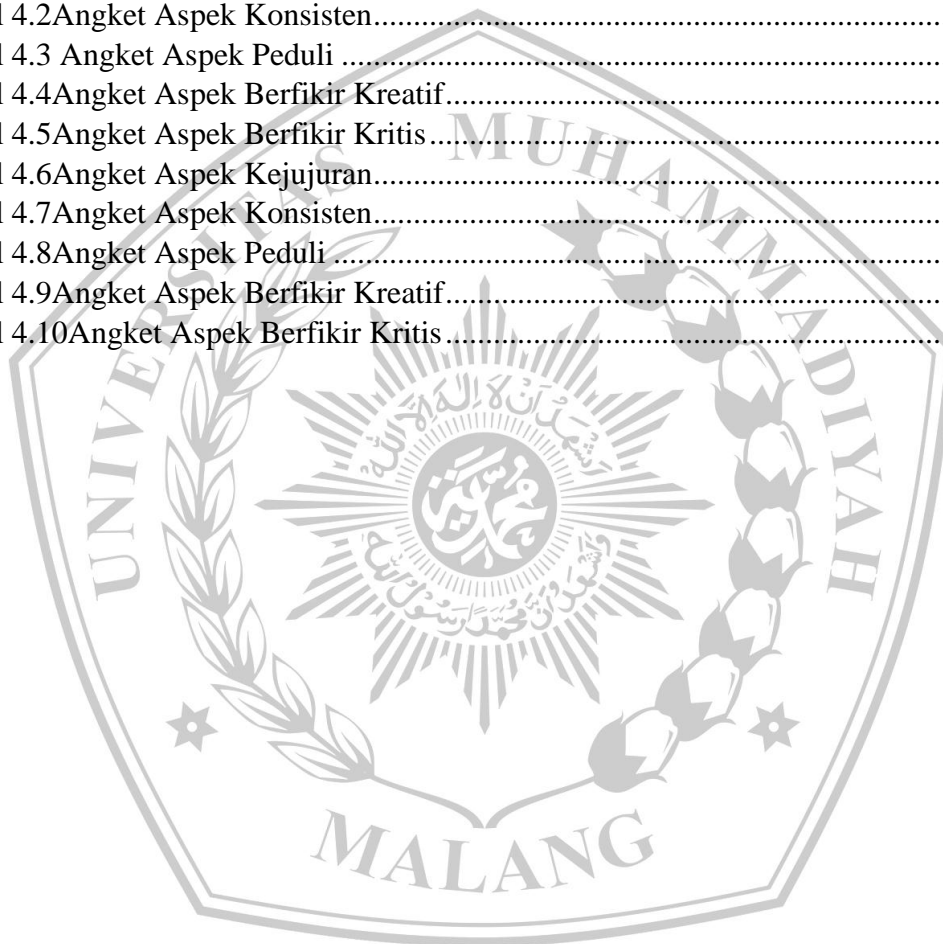 l 4.2Angket Aspek Konsisten.......................................................................
l 4.3 Angket Aspek Peduli ...........................................................................
l 4.4Angket Aspek Berfikir Kreatif..............................................................
l 4.5Angket Aspek Berfikir Kritis................................................................
l 4.6Angket Aspek Kejujuran.......................................................................
l 4.7Angket Aspek Konsisten.......................................................................
l 4.8Angket Aspek Peduli ............................................................................
l 4.9Angket Aspek Berfikir Kreatif..............................................................
l 4.10Angket Aspek Berfikir Kritis..............................................................
UNIVERSITAS MUHAMMADIYAH
MALANG